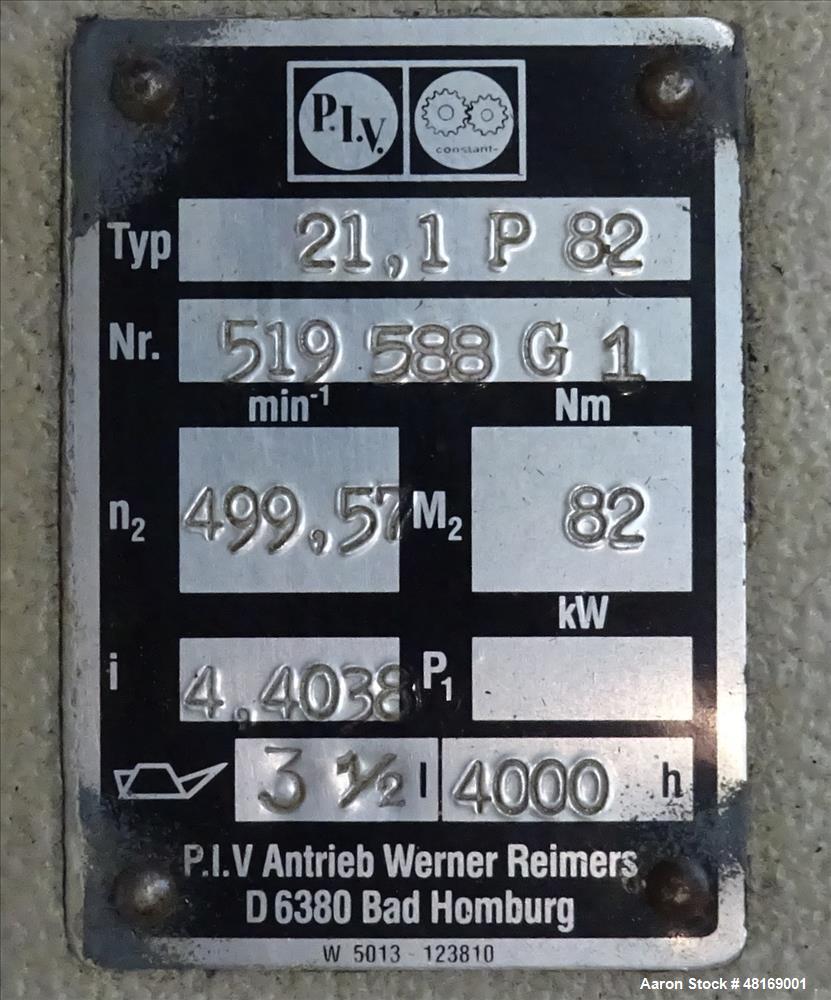 P.I.V. constant-
Typ 21,1 P 82
Nr. 519 588 G 1
min-1 Nm
n2 499,57 M2 82
kW
i 4,4038 P1
3 1/2 l 4000 h
P.I.V Antrieb Werner Reimers
D 6380 Bad Homburg
W 5013 - 123810
Aaron Stock # 48169001